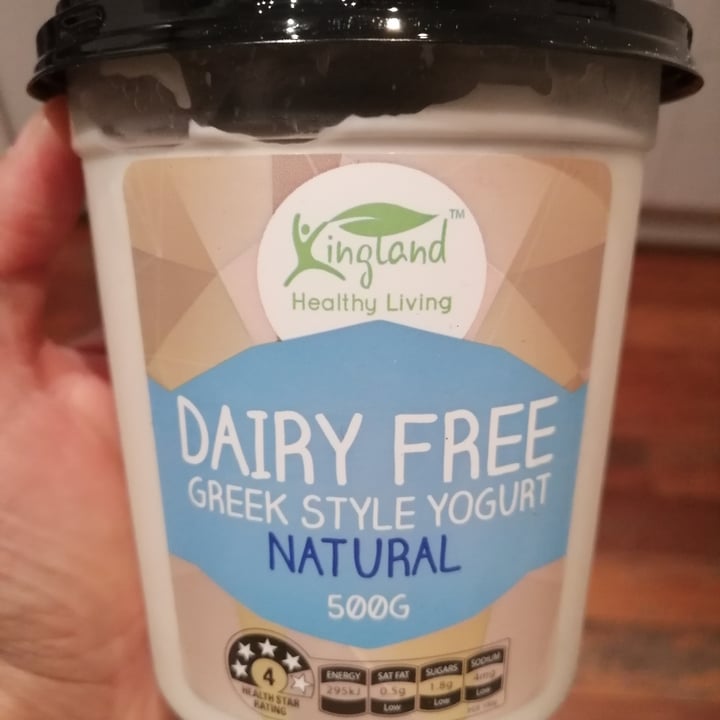 Kingland™
Healthy Living
DAIRY FREE
GREEK STYLE YOGURT
NATURAL
500G
4
HEALTH STAR
RATING
ENERGY
295kJ
SAT FAT
0.5g
Low
SUGARS
1.8g
Low
SODIUM
4mg
Low